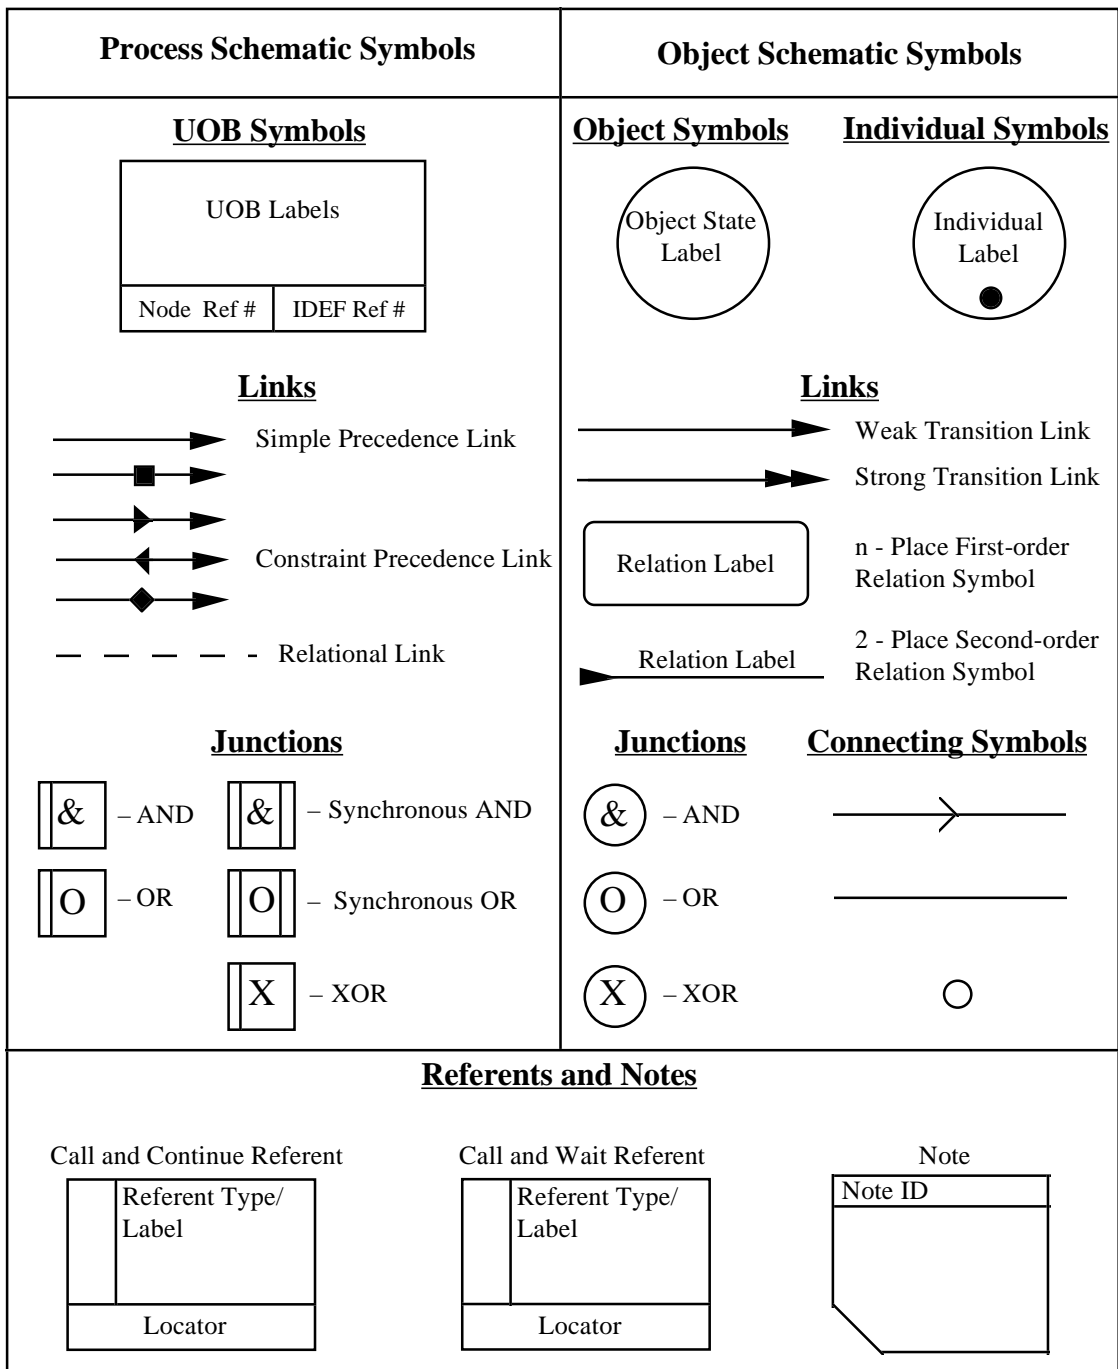 Process Schematic Symbols
Object Schematic Symbols
UOB Symbols
UOB Labels
Node Ref #
IDEF Ref #
Links
Simple Precedence Link
Constraint Precedence Link
Relational Link
Junctions
&
– AND
&
– Synchronous AND
O
– OR
O
– Synchronous OR
X
– XOR
Object Symbols
Individual Symbols
Object State
Label
Individual
Label
Links
Weak Transition Link
Strong Transition Link
Relation Label
n - Place First-order
Relation Symbol
Relation Label
2 - Place Second-order
Relation Symbol
Junctions
Connecting Symbols
&
– AND
O
– OR
X
– XOR
Referents and Notes
Call and Continue Referent
Referent Type/
Label
Locator
Call and Wait Referent
Referent Type/
Label
Locator
Note
Note ID